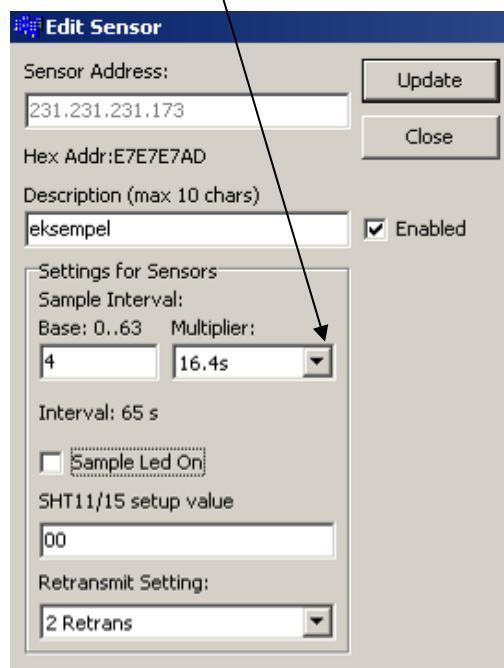 Edit Sensor
Sensor Address:
Update
231.231.231.173
Close
Hex Addr:E7E7E7AD
Description (max 10 chars)
eksempel
Enabled
Settings for Sensors
Sample Interval:
Base: 0..63 Multiplier:
4 16.4s
Interval: 65 s
Sample Led On
SHT11/15 setup value
00
Retransmit Setting:
2 Retrans